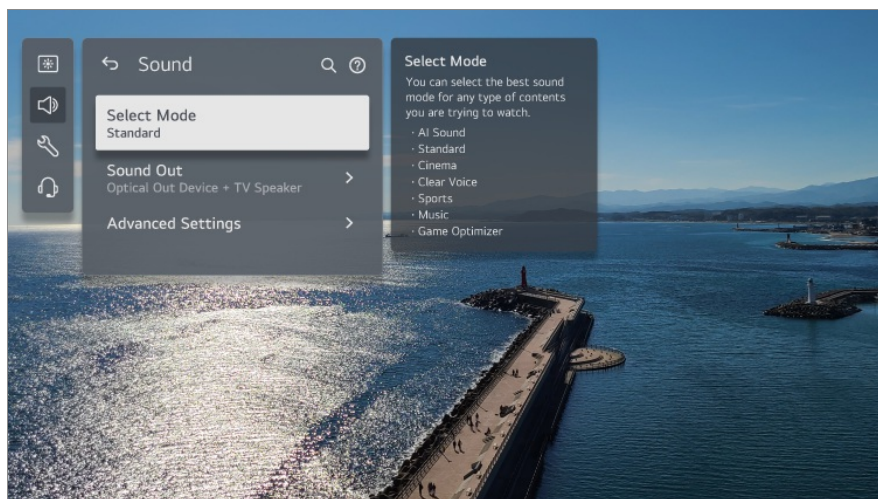 Sound
Select Mode
Standard
Sound Out
Optical Out Device + TV Speaker
Advanced Settings
Select Mode
You can select the best sound
mode for any type of contents
you are trying to watch.
· AI Sound
· Standard
· Cinema
· Clear Voice
· Sports
· Music
· Game Optimizer